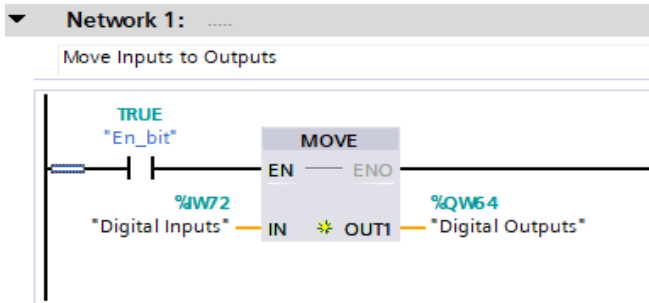 Network 1: .....
Move Inputs to Outputs
TRUE
"En_bit"
MOVE
EN ENO
%IW72 %QW64
"Digital Inputs" IN OUT1 "Digital Outputs"